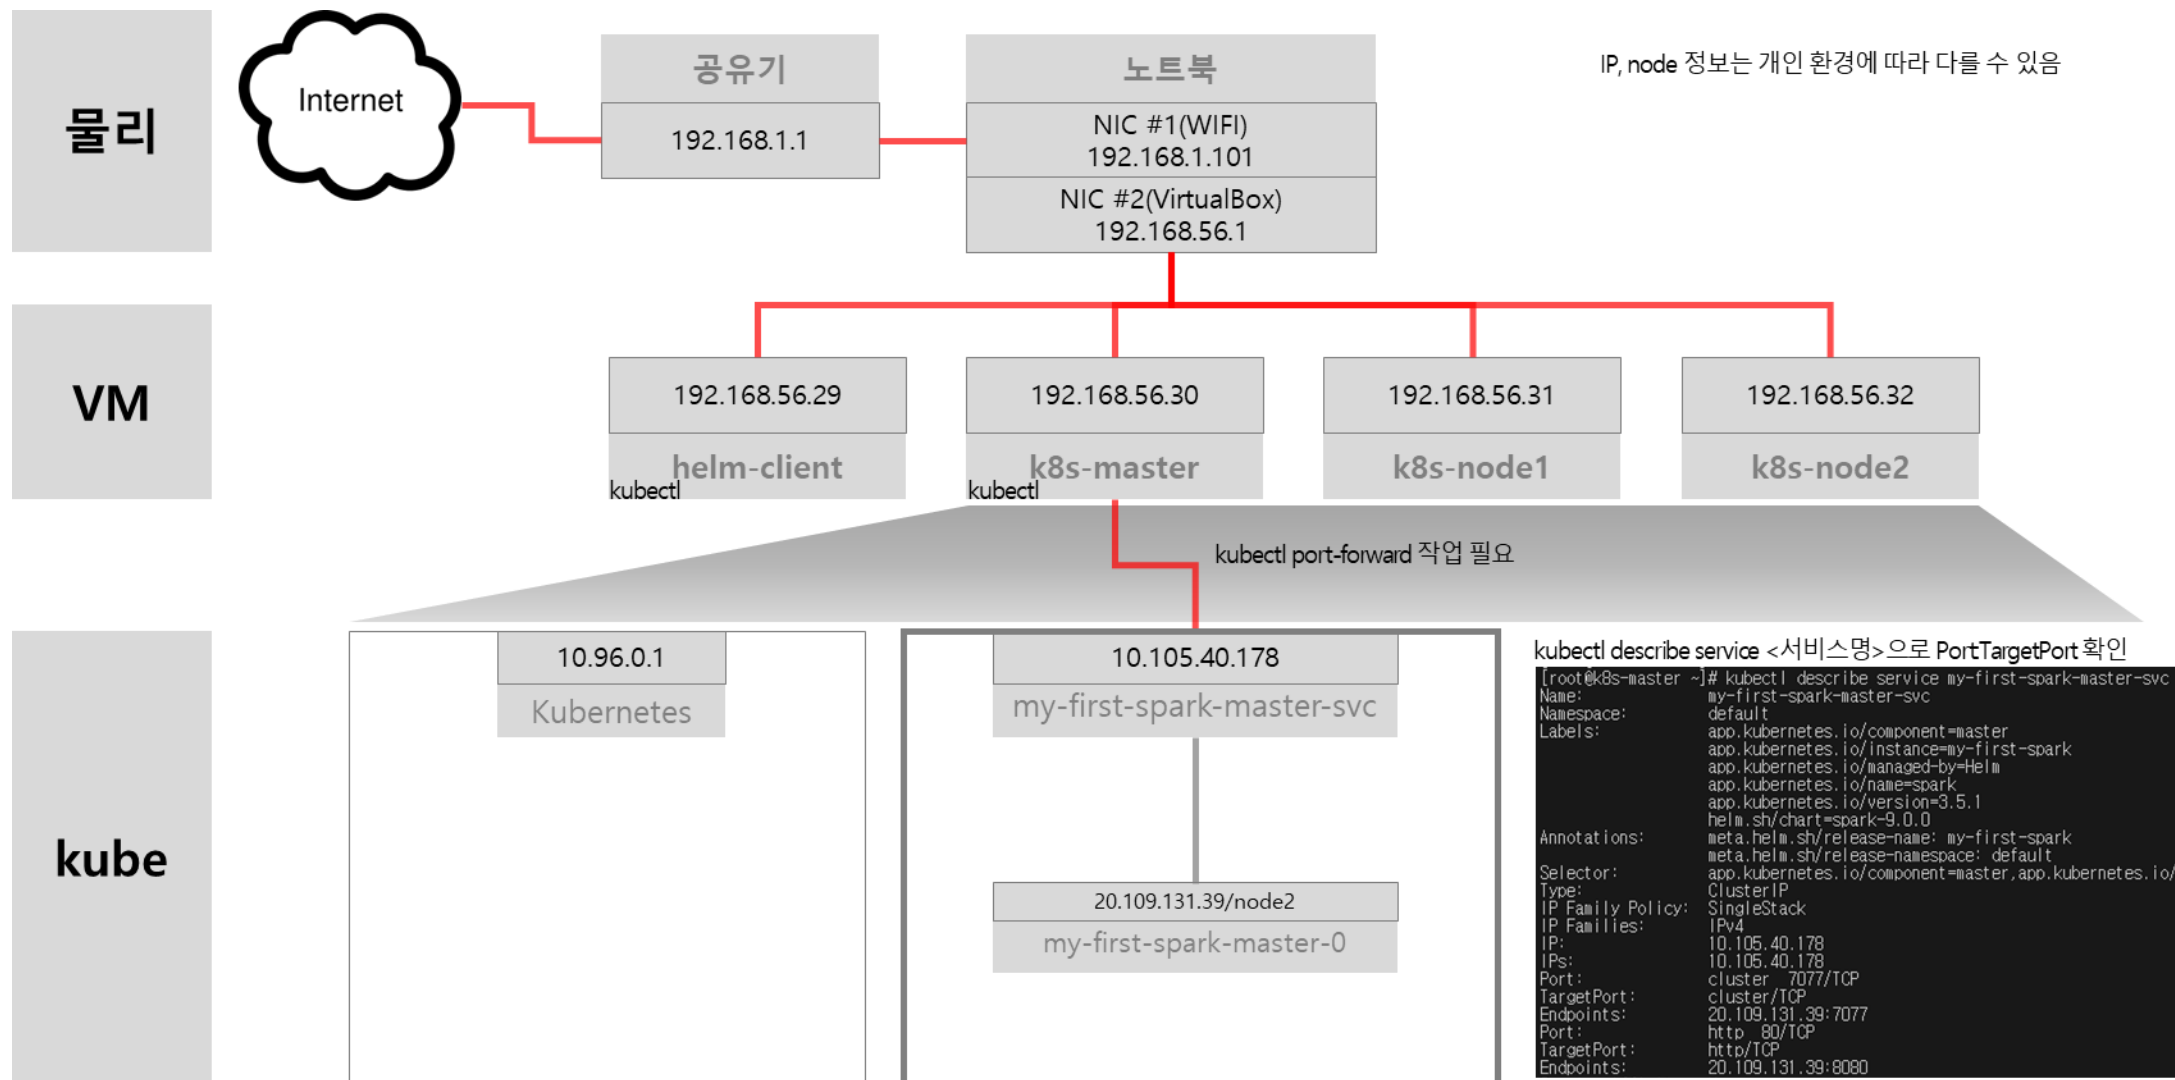 물리
Internet
공유기
192.168.1.1
노트북
NIC #1(WIFI)
192.168.1.101
NIC #2(VirtualBox)
192.168.56.1
IP, node 정보는 개인 환경에 따라 다를 수 있음
VM
192.168.56.29
helm-client
kubectl
192.168.56.30
k8s-master
kubectl
192.168.56.31
k8s-node1
192.168.56.32
k8s-node2
kubectl port-forward 작업 필요
kube
10.96.0.1
Kubernetes
10.105.40.178
my-first-spark-master-svc
20.109.131.39/node2
my-first-spark-master-0
kubectl describe service <서비스명>으로 PortTargetPort 확인
[root@k8s-master ~]# kubectl describe service my-first-spark-master-svc
Name: my-first-spark-master-svc
Namespace: default
Labels: app.kubernetes.io/component=master
app.kubernetes.io/instance=my-first-spark
app.kubernetes.io/managed-by=Helm
app.kubernetes.io/name=spark
app.kubernetes.io/version=3.5.1
helm.sh/chart=spark-9.0.0
Annotations: meta.helm.sh/release-name: my-first-spark
meta.helm.sh/release-namespace: default
Selector: app.kubernetes.io/component=master,app.kubernetes.io/
Type: ClusterIP
IP Family Policy: SingleStack
IP Families: IPv4
IP: 10.105.40.178
IPs: 10.105.40.178
Port: cluster 7077/TCP
TargetPort: cluster/TCP
Endpoints: 20.109.131.39:7077
Port: http 80/TCP
TargetPort: http/TCP
Endpoints: 20.109.131.39:8080